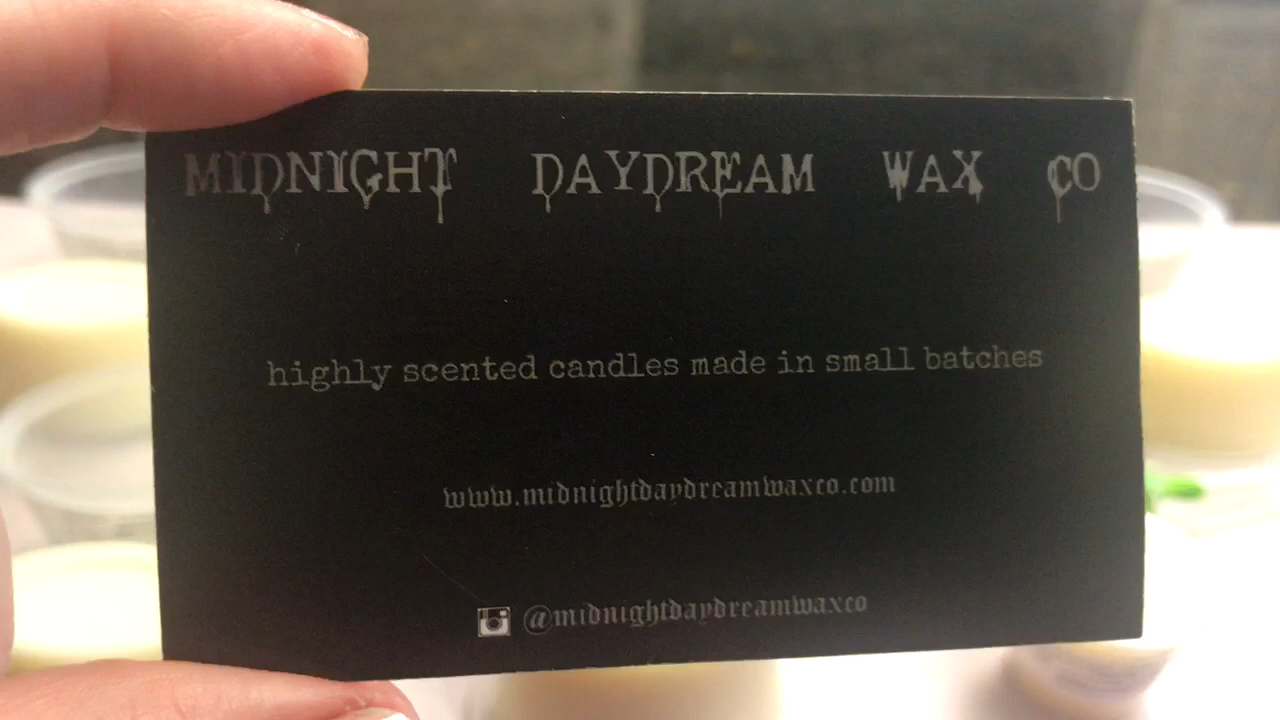 MIDNIGHT DAYDREAM WAX CO
highly scented candles made in small batches
www.midnightdaydreamwaxco.com
@midnightdaydreamwaxco